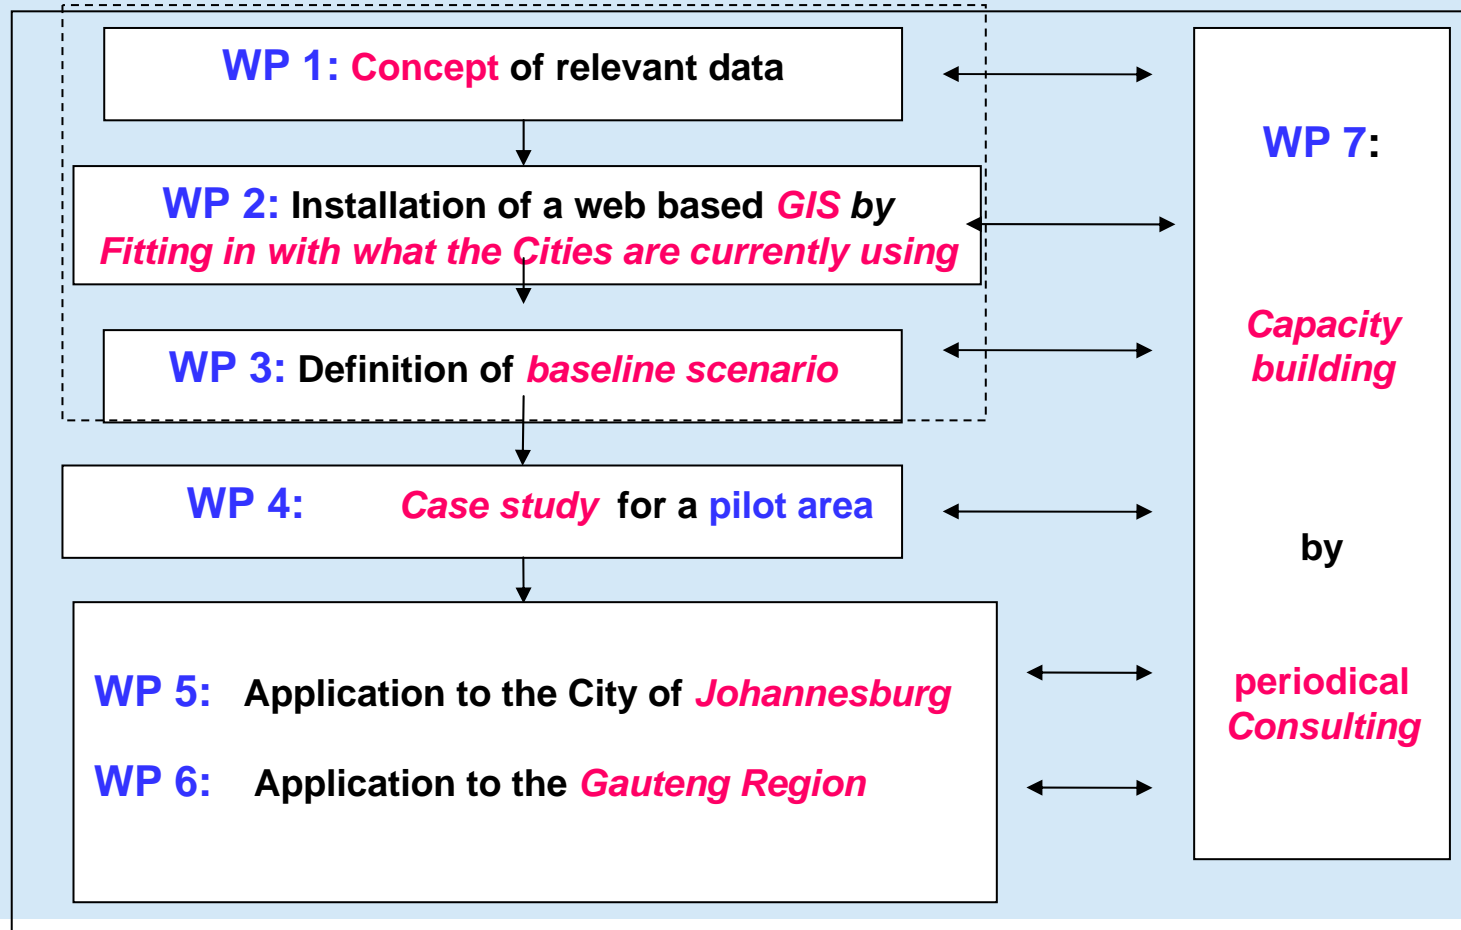 WP 1: Concept of relevant data
WP 2: Installation of a web based GIS by
Fitting in with what the Cities are currently using
WP 3: Definition of baseline scenario
WP 4: Case study for a pilot area
WP 5: Application to the City of Johannesburg
WP 6: Application to the Gauteng Region
WP 7:
Capacity
building
by
periodical
Consulting